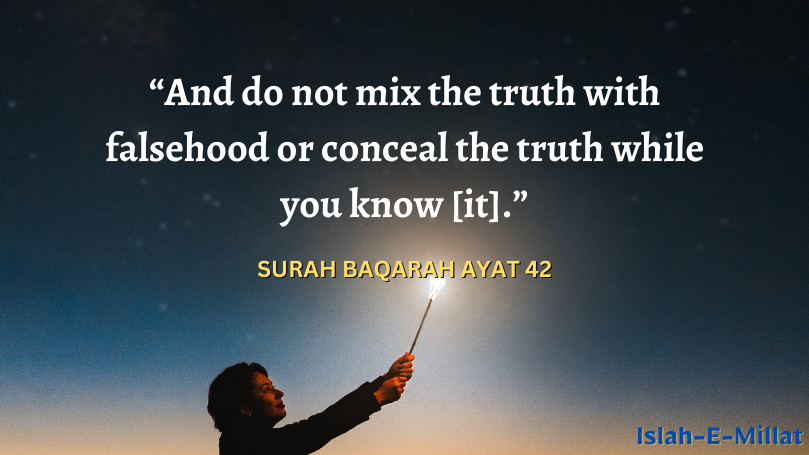 “And do not mix the truth with
falsehood or conceal the truth while
you know [it].”
SURAH BAQARAH AYAT 42
Islah-E-Millat